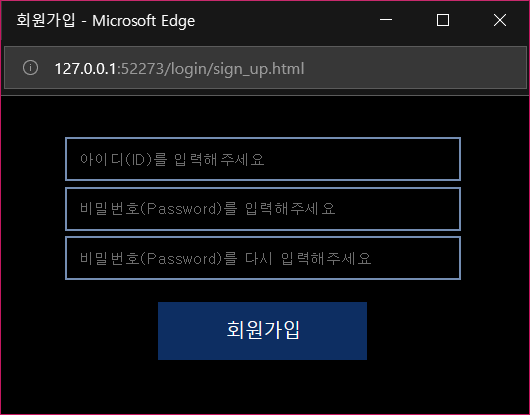 회원가입 - Microsoft Edge
127.0.0.1:52273/login/sign_up.html
아이디(ID)를 입력해주세요
비밀번호(Password)를 입력해주세요
비밀번호(Password)를 다시 입력해주세요
회원가입